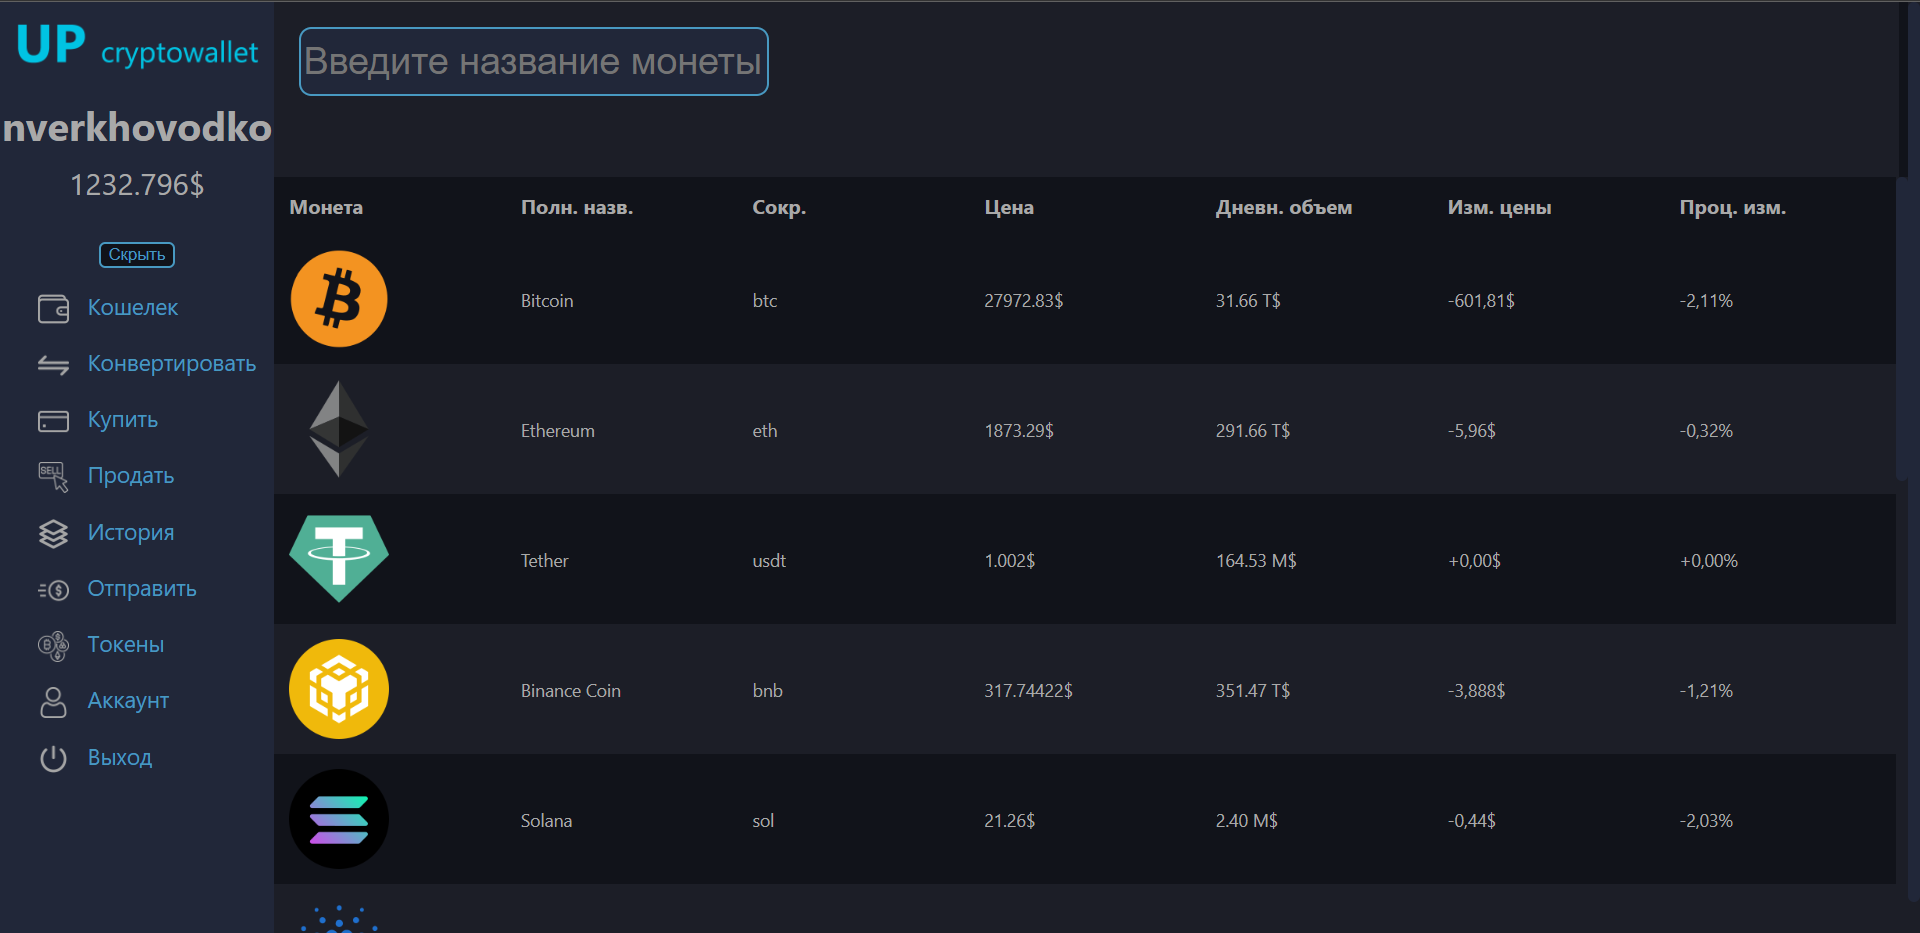 UP cryptowallet
nverkhovodko
1232.796$
Скрыть
Кошелек
Конвертировать
Купить
SELL
Продать
История
Отправить
Токены
Аккаунт
Выход
Введите название монеты
Монета Полн. назв. Сокр. Цена Дневн. объем Изм. цены Проц. изм.
Bitcoin btc 27972.83$ 31.66 T$ -601,81$ -2,11%
Ethereum eth 1873.29$ 291.66 T$ -5,96$ -0,32%
Tether usdt 1.002$ 164.53 M$ +0,00$ +0,00%
Binance Coin bnb 317.74422$ 351.47 T$ -3,888$ -1,21%
Solana sol 21.26$ 2.40 M$ -0,44$ -2,03%